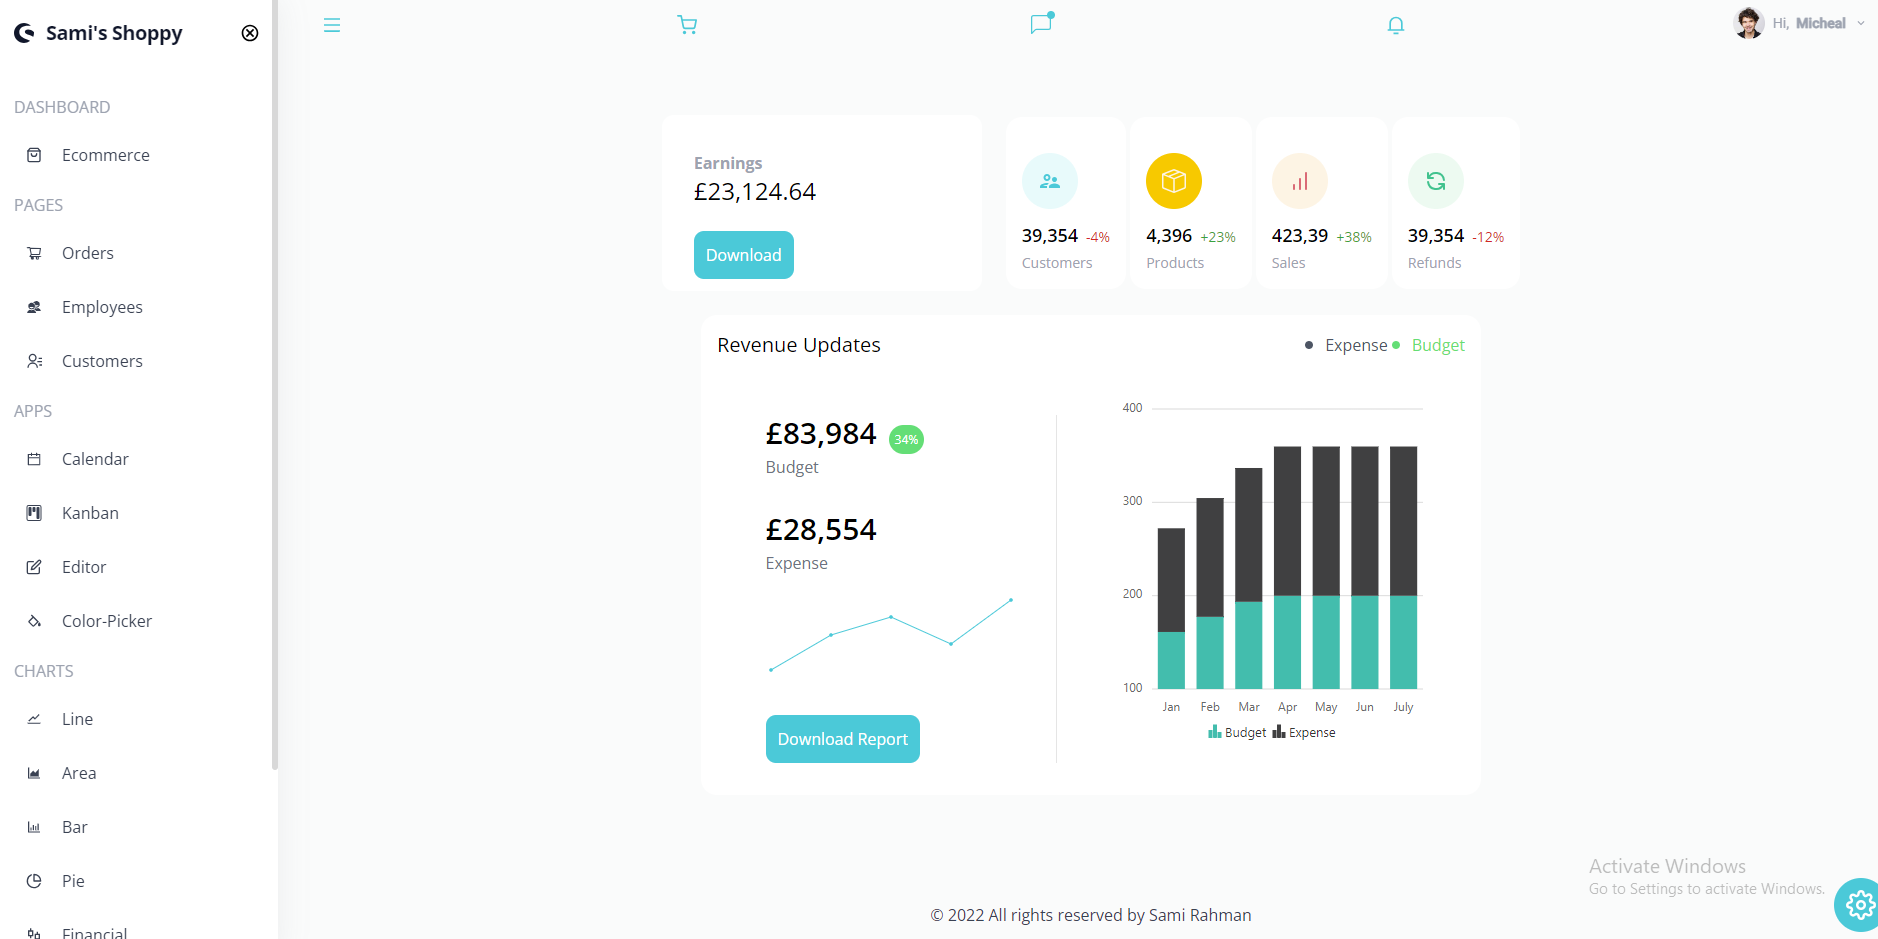 Sami's Shoppy
Hi, Micheal
DASHBOARD
Ecommerce
PAGES
Orders
Employees
Customers
APPS
Calendar
Kanban
Editor
Color-Picker
CHARTS
Line
Area
Bar
Pie
Financial
Earnings
£23,124.64
Download
39,354 -4%
Customers
4,396 +23%
Products
423,39 +38%
Sales
39,354 -12%
Refunds
Revenue Updates
Expense Budget
£83,984 34%
Budget
£28,554
Expense
Download Report
400
300
200
100
Jan Feb Mar Apr May Jun July
Budget Expense
Activate Windows
Go to Settings to activate Windows.
© 2022 All rights reserved by Sami Rahman